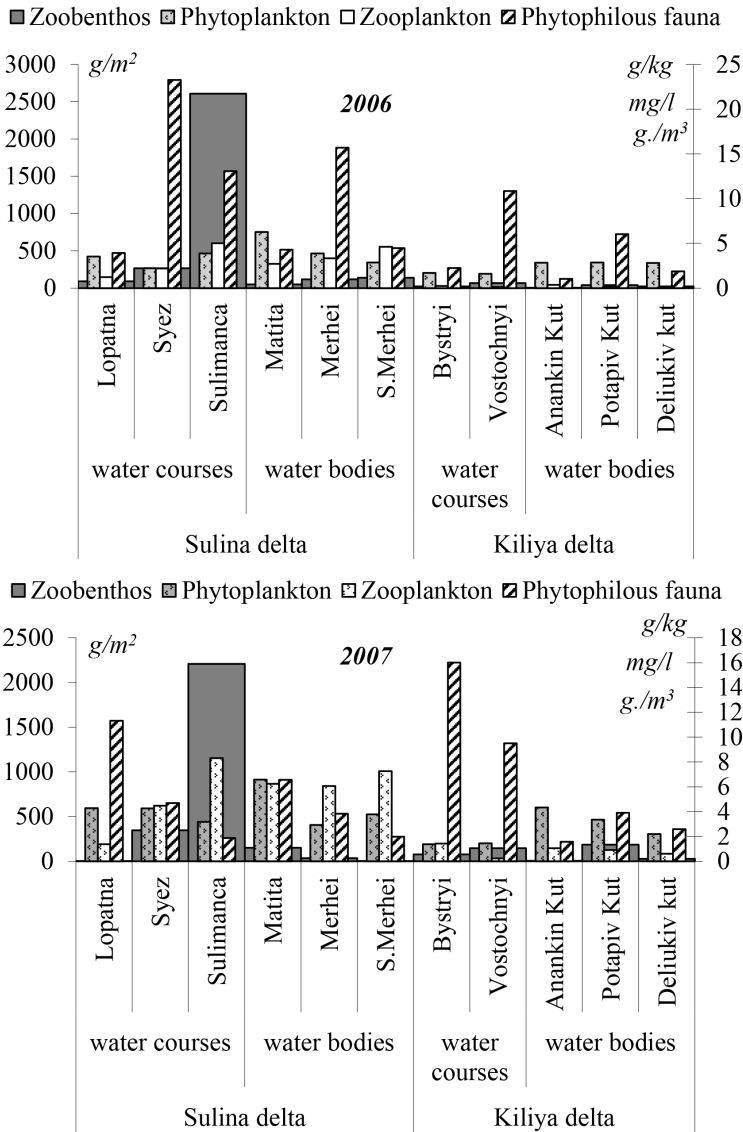 Zoobenthos Phytoplankton Zooplankton Phytophilous fauna
g/m²
g/kg
mg/l
g./m³
2006
3000
2500
2000
1500
1000
500
0
25
20
15
10
5
0
Lopatna
Syez
Sulimanca
Matita
Merhei
S.Merhei
Bystryi
Vostochnyi
Anankin Kut
Potapiv Kut
Deliukiv kut
water courses
water bodies
water
courses
water bodies
Sulina delta
Kiliya delta
Zoobenthos Phytoplankton Zooplankton Phytophilous fauna
g/m²
g/kg
mg/l
g./m³
2007
2500
2000
1500
1000
500
0
18
16
14
12
10
8
6
4
2
0
Lopatna
Syez
Sulimanca
Matita
Merhei
S.Merhei
Bystryi
Vostochnyi
Anankin Kut
Potapiv Kut
Deliukiv kut
water courses
water bodies
water
courses
water bodies
Sulina delta
Kiliya delta